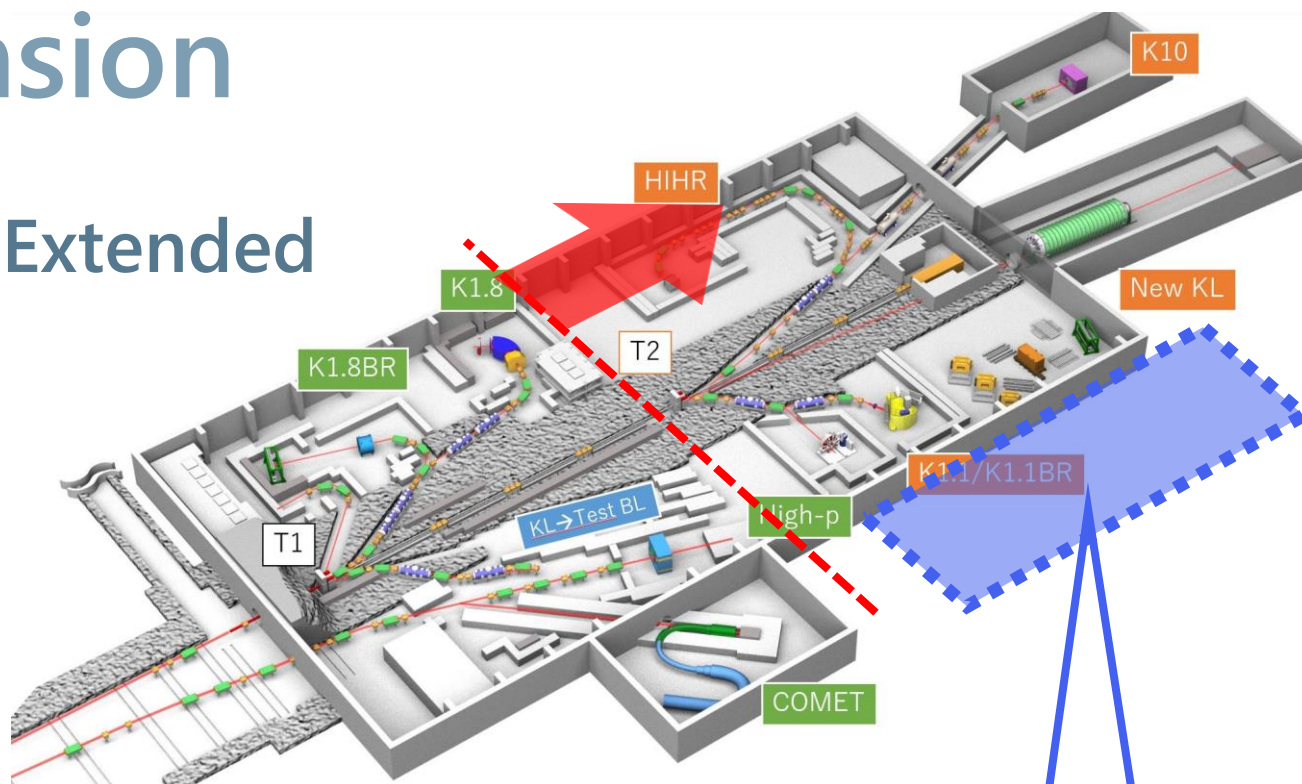 nsion
K10
HIHR
Extended
K1.8
New KL
T2
K1.8BR
K1.1/K1.1BR
High-p
KL→Test BL
T1
COMET